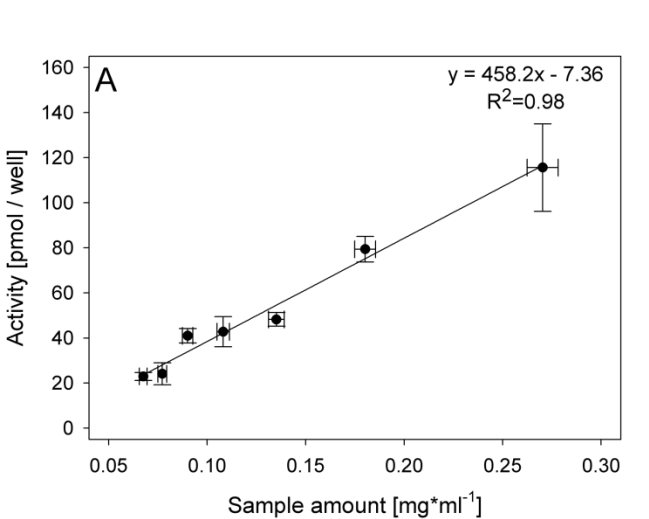 A
y = 458.2x - 7.36
R²=0.98
160
140
120
100
80
60
40
20
0
Activity [pmol / well]
0.05 0.10 0.15 0.20 0.25 0.30
Sample amount [mg*ml⁻¹]